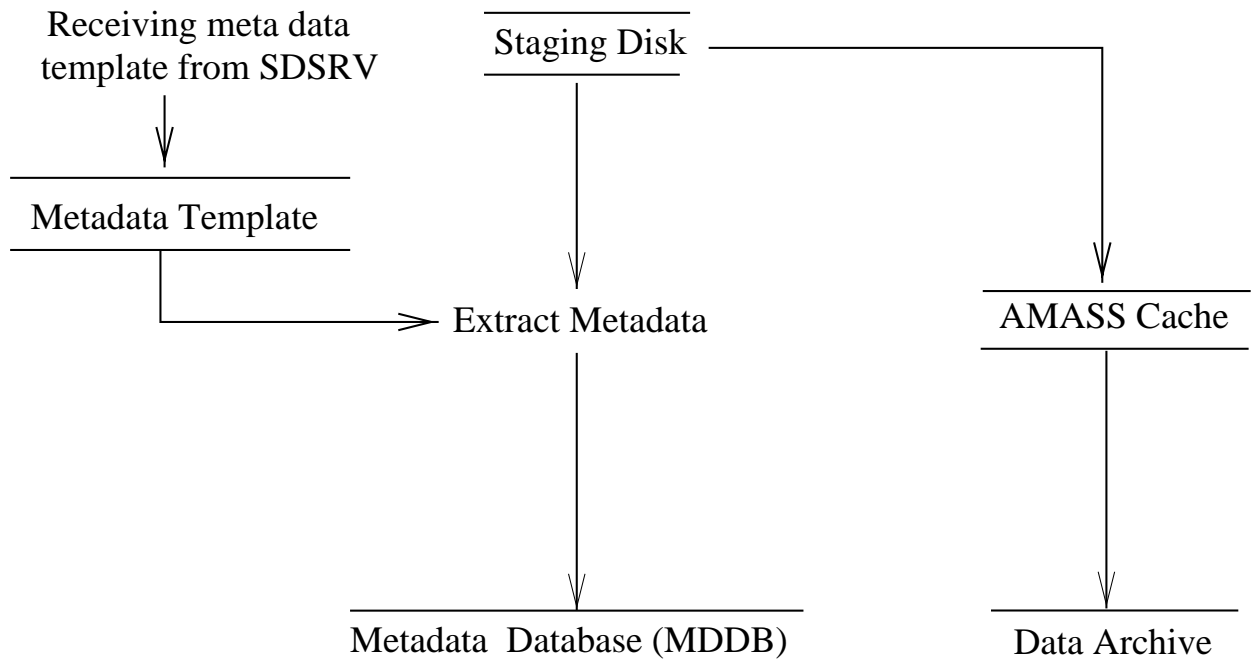 Receiving meta data
template from SDSRV
Staging Disk
Metadata Template
Extract Metadata
AMASS Cache
Metadata Database (MDDB)
Data Archive